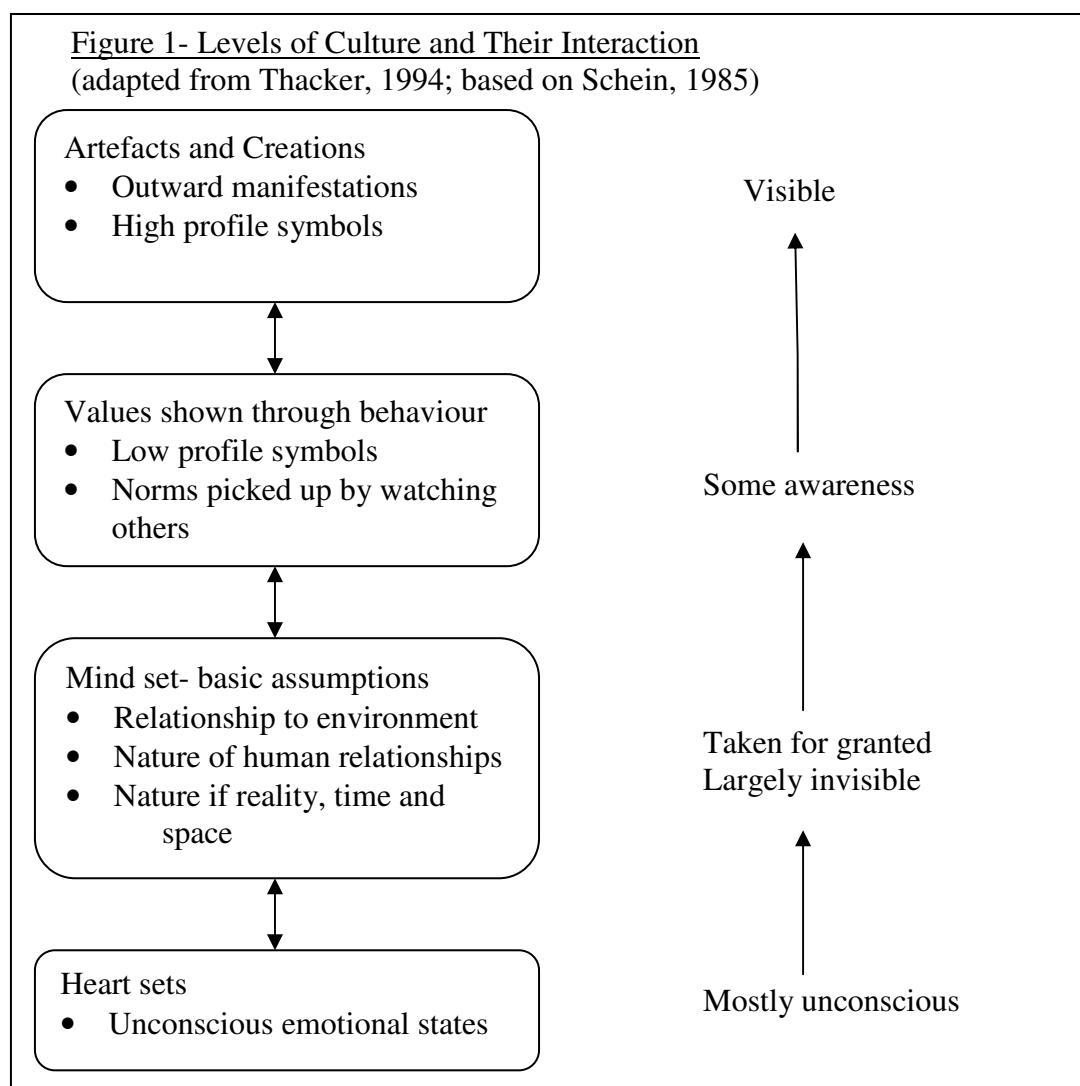 Figure 1- Levels of Culture and Their Interaction
(adapted from Thacker, 1994; based on Schein, 1985)
Artefacts and Creations
• Outward manifestations
• High profile symbols
Visible
Values shown through behaviour
• Low profile symbols
• Norms picked up by watching
others
Some awareness
Mind set- basic assumptions
• Relationship to environment
• Nature of human relationships
• Nature if reality, time and
space
Taken for granted
Largely invisible
Heart sets
• Unconscious emotional states
Mostly unconscious